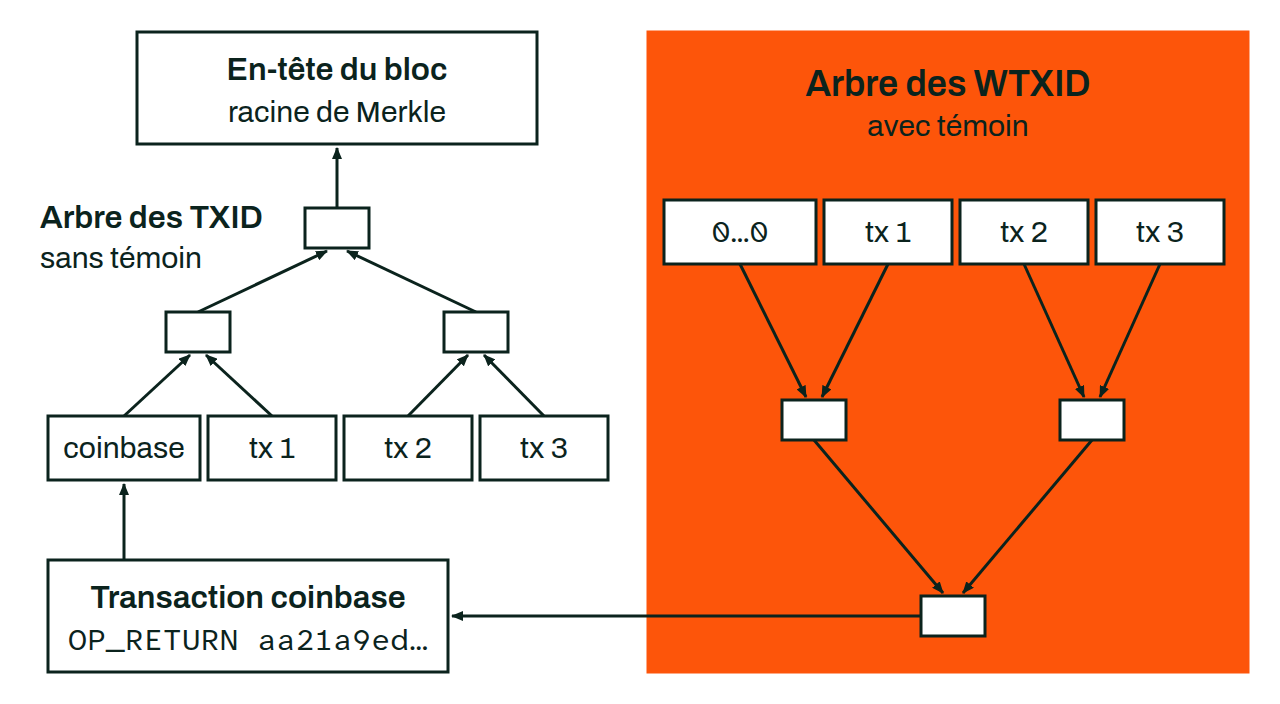 En-tête du bloc
racine de Merkle
Arbre des TXID
sans témoin
coinbase
tx 1
tx 2
tx 3
Transaction coinbase
OP_RETURN aa21a9ed…
Arbre des WTXID
avec témoin
0…0
tx 1
tx 2
tx 3